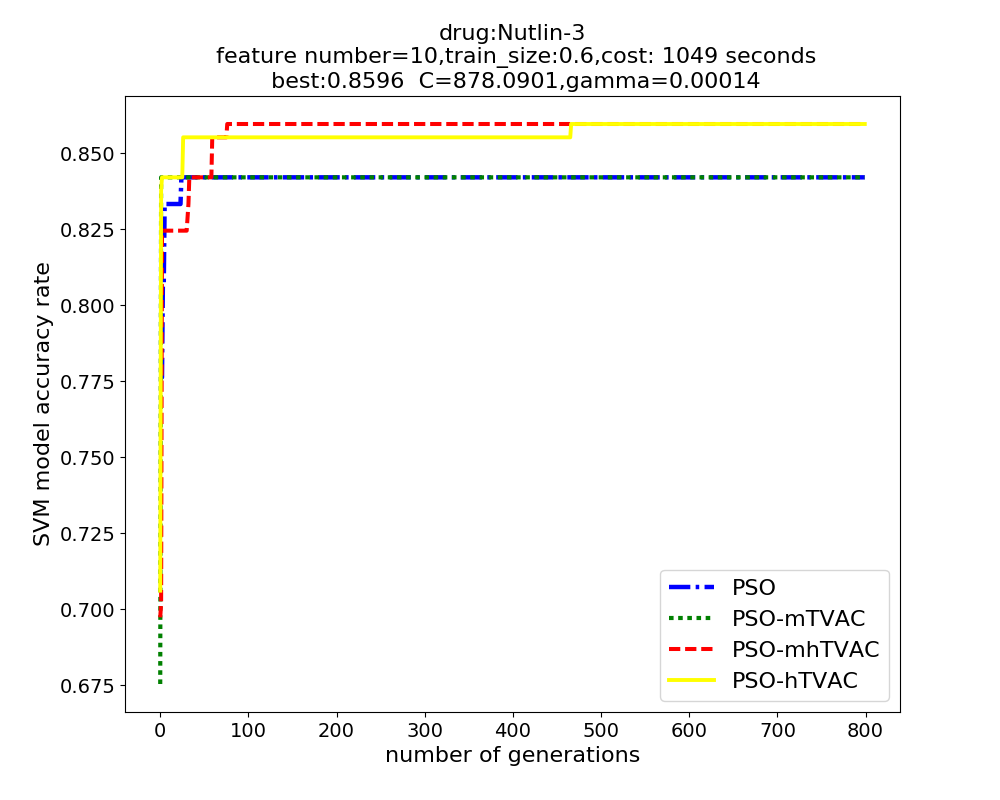 drug:Nutlin-3
feature number=10,train_size:0.6,cost: 1049 seconds
best:0.8596  C=878.0901,gamma=0.00014
SVM model accuracy rate
0.850
0.825
0.800
0.775
0.750
0.725
0.700
0.675
PSO
PSO-mTVAC
PSO-mhTVAC
PSO-hTVAC
0 100 200 300 400 500 600 700 800
number of generations